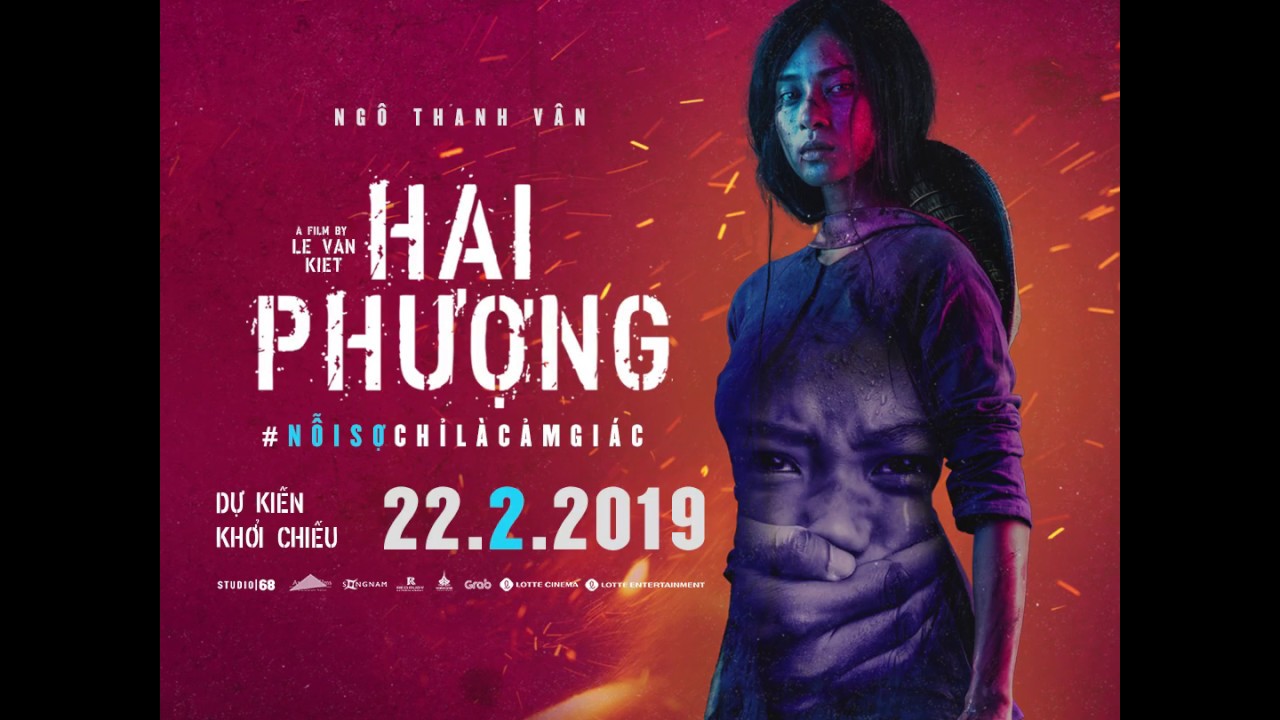 NGÔ THANH VÂN
A FILM BY
LE VAN
KIET
HAI
PHƯỢNG
#NỖISỢCHỈLÀCẢMGIÁC
DỰ KIẾN
KHỞI CHIẾU
22.2.2019
STUDIO|68
SONGNAM
Grab
LOTTE CINEMA
LOTTE ENTERTAINMENT